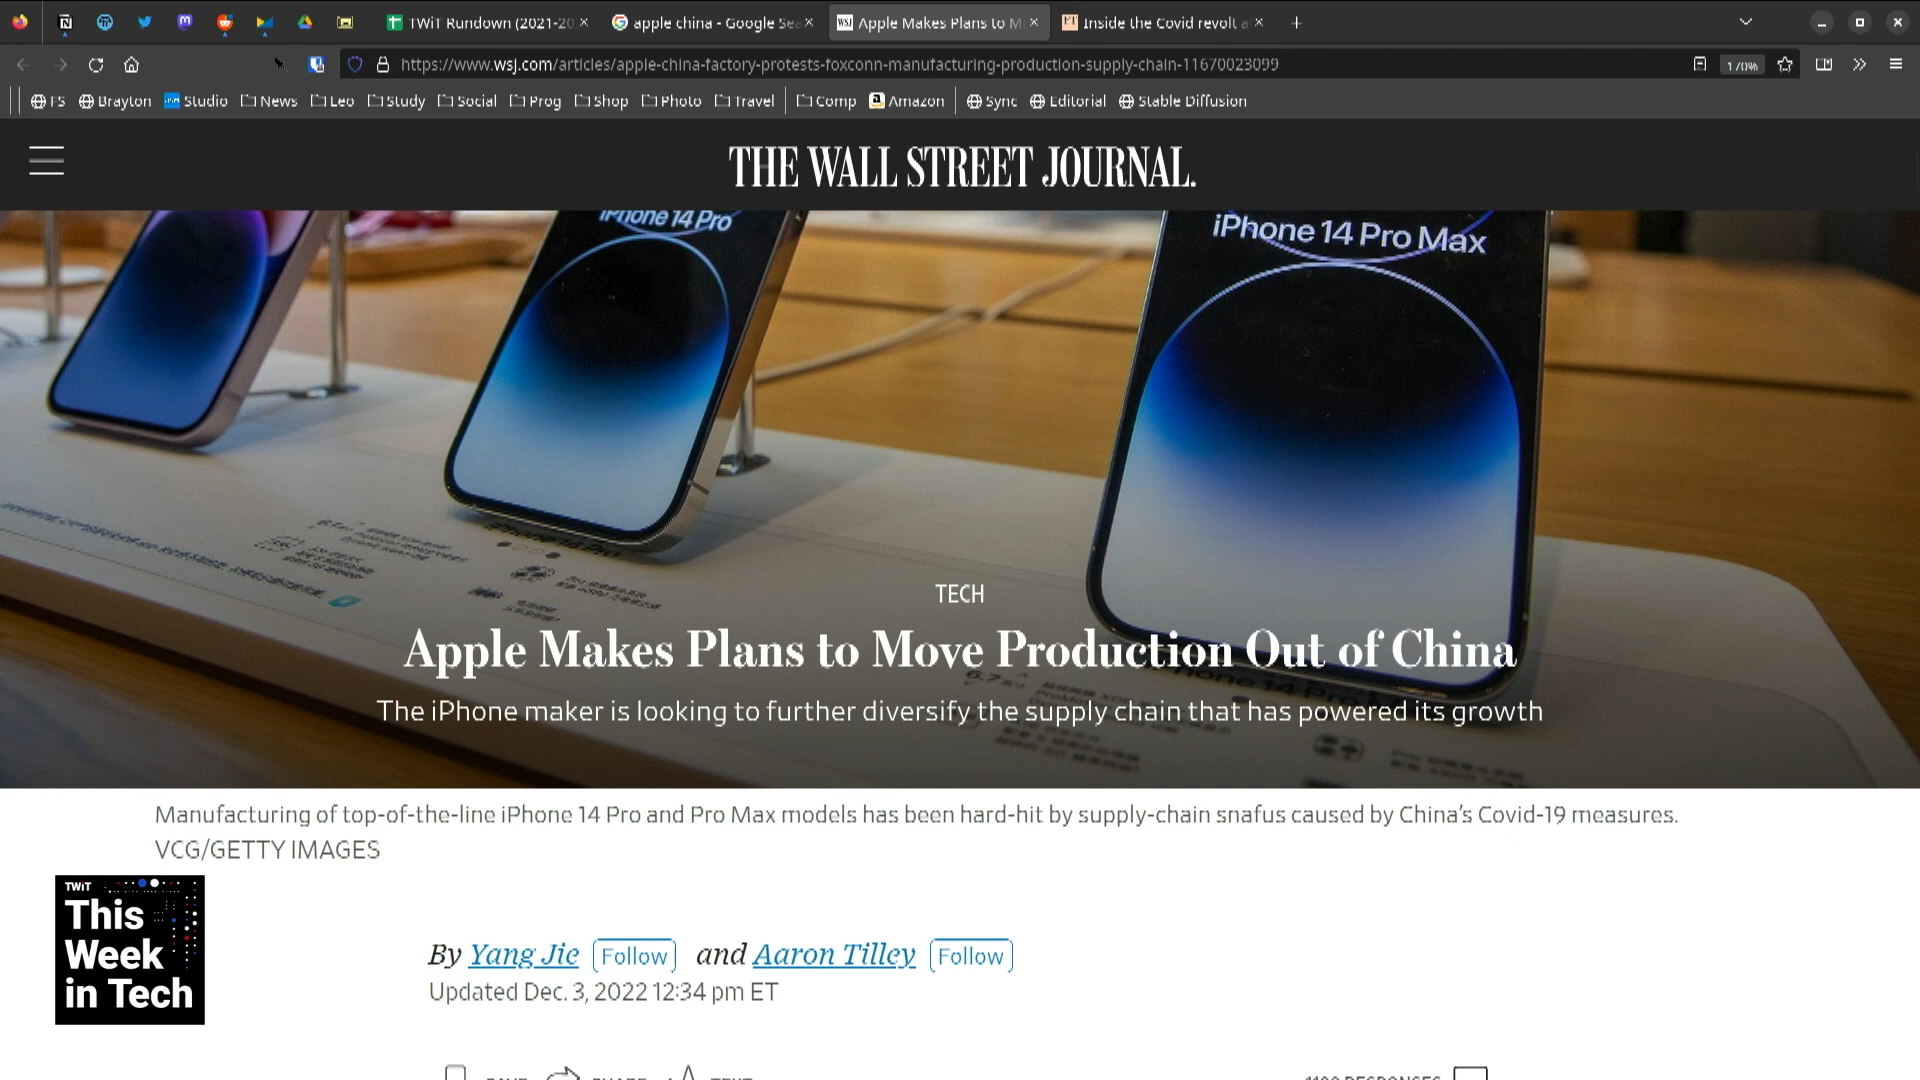 TWiT Rundown (2021-20
apple china - Google Se
Apple Makes Plans to M
Inside the Covid revolt a
https://www.wsj.com/articles/apple-china-factory-protests-foxconn-manufacturing-production-supply-chain-11670023099
170%
FS
Brayton
Studio
News
Leo
Study
Social
Prog
Shop
Photo
Travel
Comp
Amazon
Sync
Editorial
Stable Diffusion
THE WALL STREET JOURNAL.
iPhone 14 Pro
iPhone 14 Pro Max
TECH
Apple Makes Plans to Move Production Out of China
The iPhone maker is looking to further diversify the supply chain that has powered its growth
Manufacturing of top-of-the-line iPhone 14 Pro and Pro Max models has been hard-hit by supply-chain snafus caused by China's Covid-19 measures.
VCG/GETTY IMAGES
TWiT
This
Week
in Tech
By Yang Jie Follow and Aaron Tilley Follow
Updated Dec. 3, 2022 12:34 pm ET